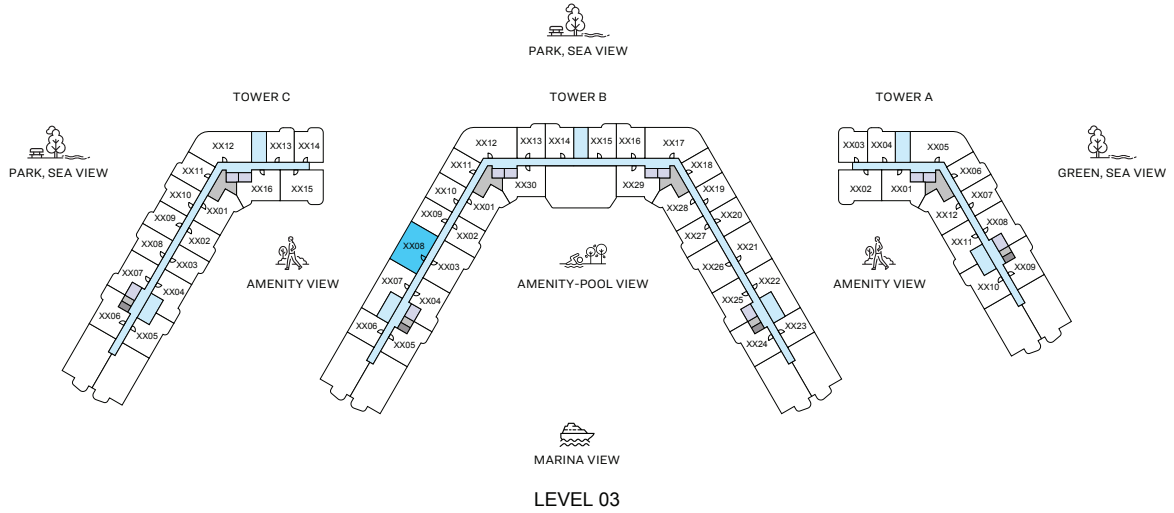 PARK, SEA VIEW
TOWER C
TOWER B
TOWER A
PARK, SEA VIEW
GREEN, SEA VIEW
XX12
XX13
XX14
XX11
XX16
XX15
XX10
XX01
XX09
XX02
XX08
XX03
XX07
XX04
XX06
XX05
AMENITY VIEW
XX12
XX13
XX14
XX15
XX16
XX17
XX11
XX30
XX29
XX18
XX10
XX01
XX28
XX19
XX09
XX02
XX27
XX20
XX08
XX03
XX26
XX21
XX07
XX04
XX25
XX22
XX06
XX05
XX24
XX23
AMENITY-POOL VIEW
AMENITY VIEW
XX03
XX04
XX05
XX02
XX01
XX06
XX12
XX07
XX11
XX08
XX10
XX09
MARINA VIEW
LEVEL 03